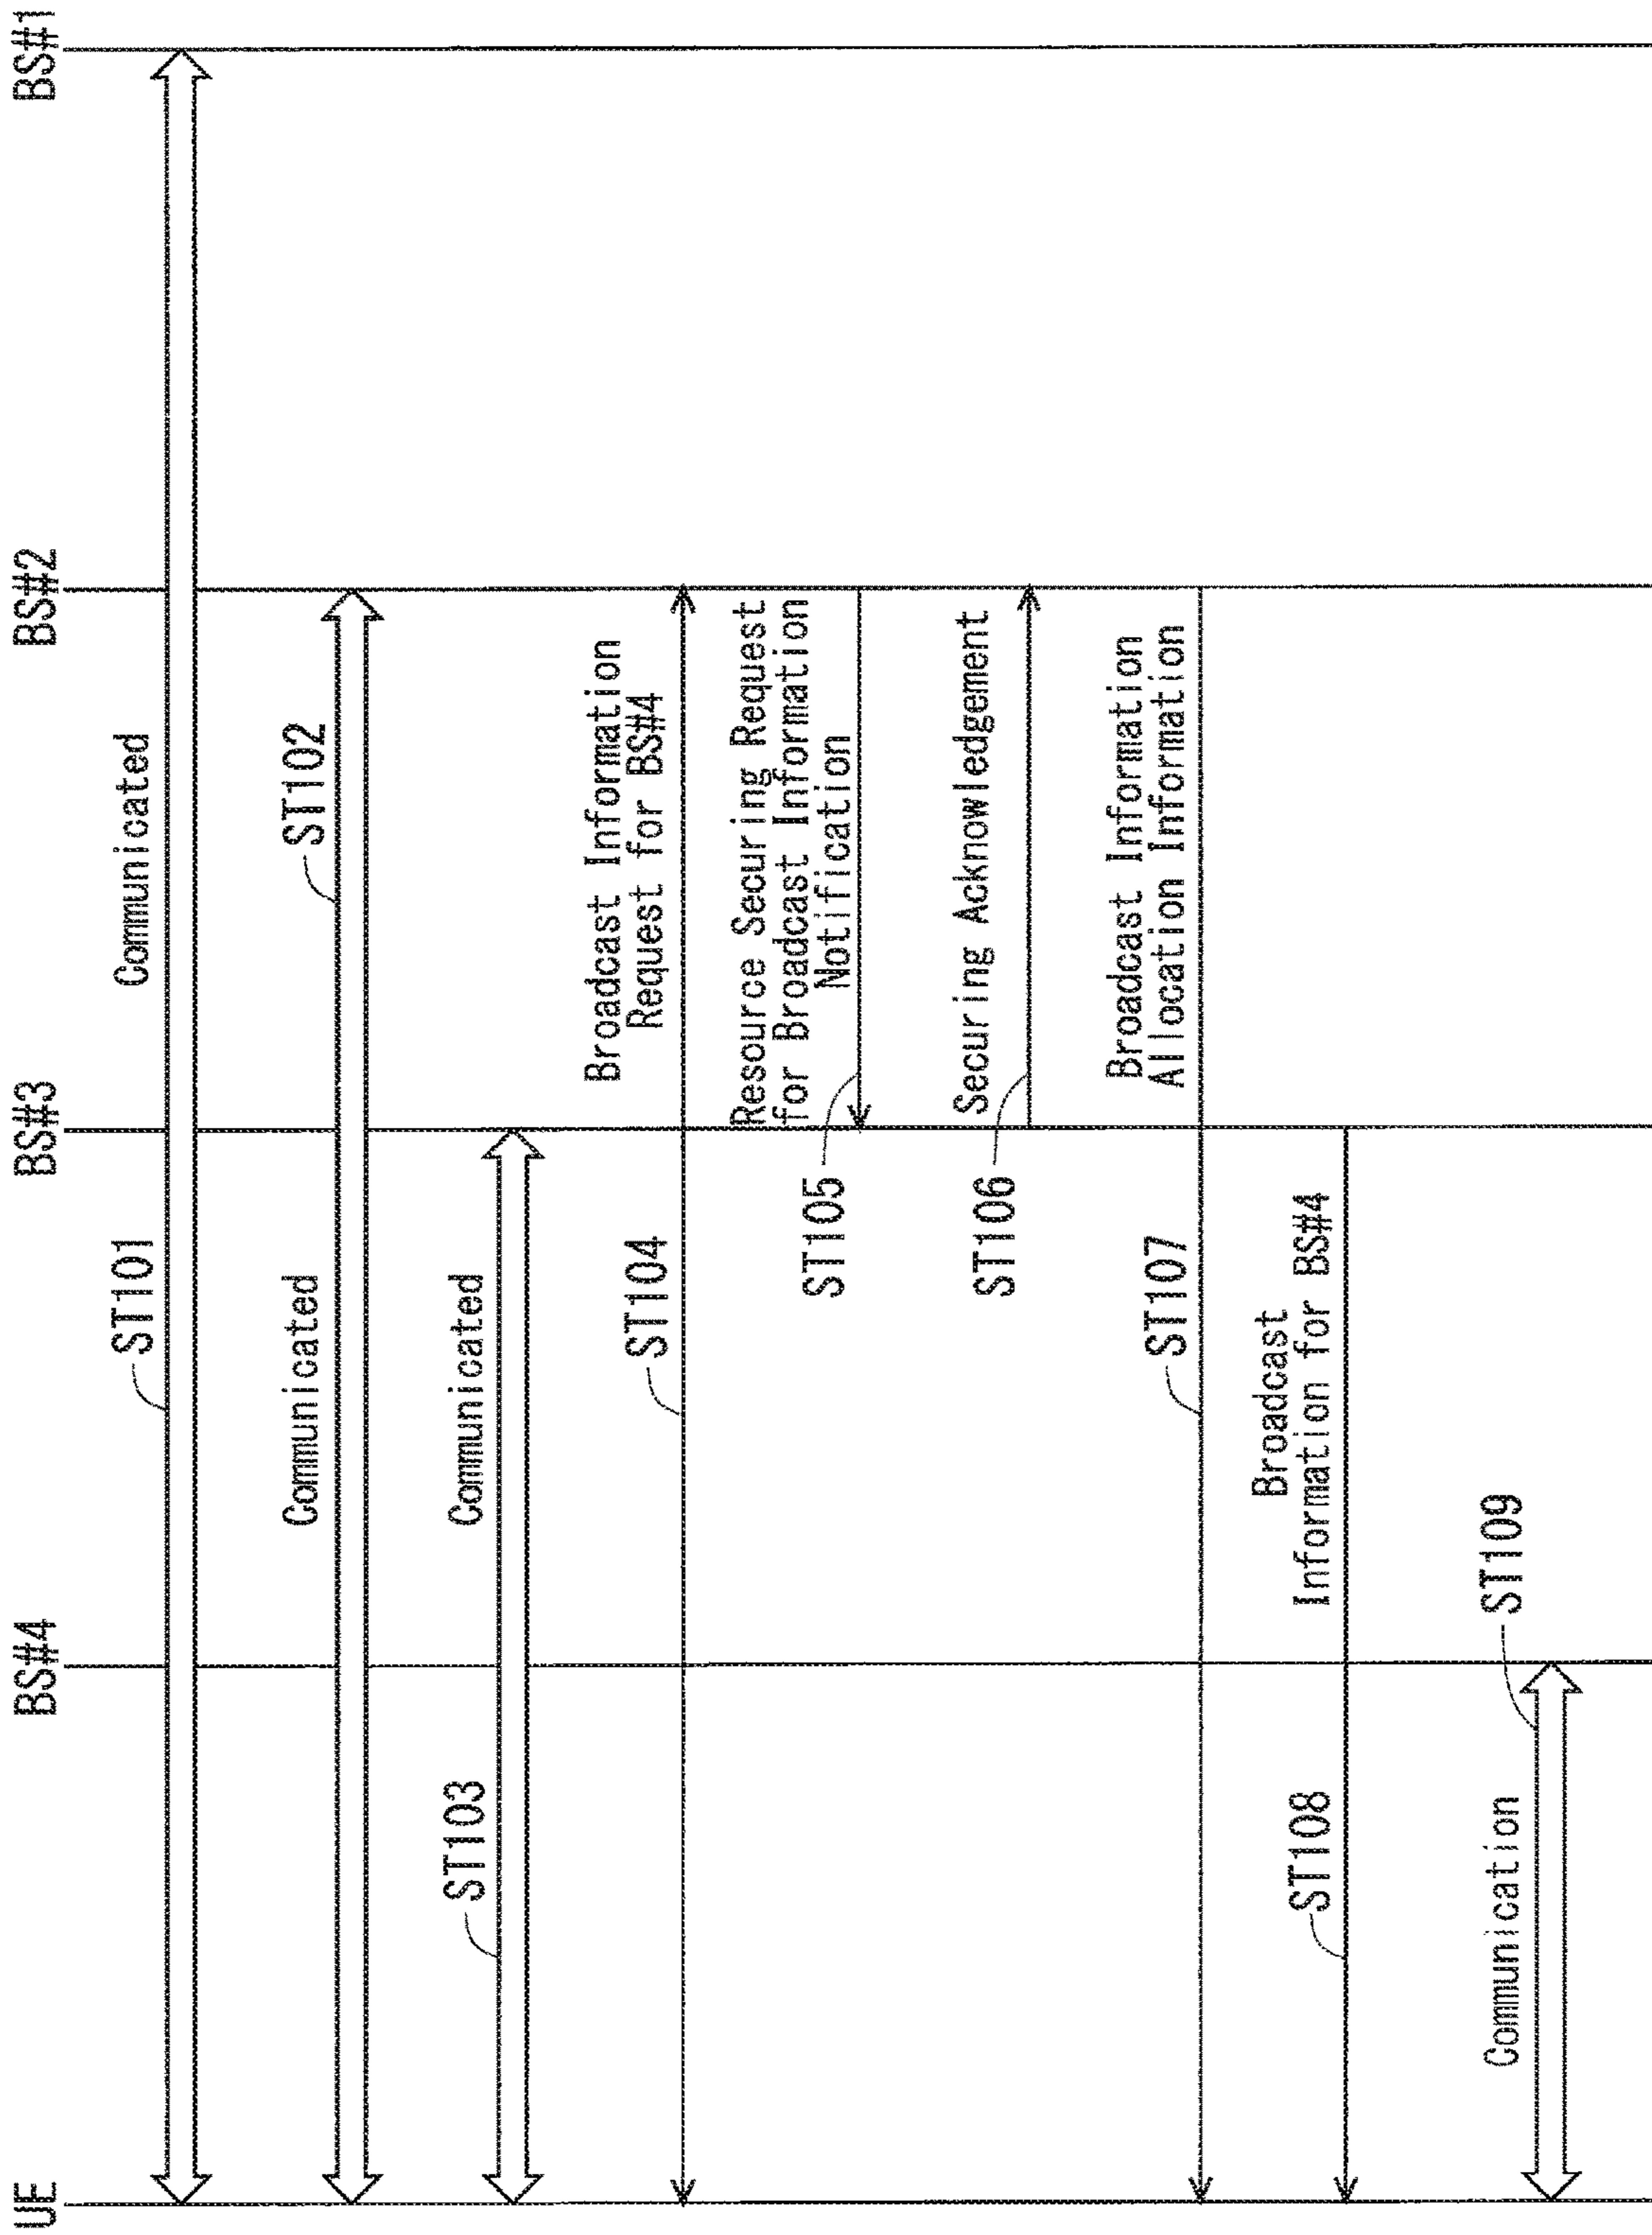 UE
BS#4
BS#3
BS#2
BS#1
ST101
Communicated
Communicated
ST102
ST103
Communicated
ST104
Broadcast Information
Request for BS#4
Resource Securing Request
for Broadcast Information
Notification
ST105
Securing Acknowledgement
ST106
Broadcast Information
Allocation Information
ST107
Broadcast
Information for BS#4
ST108
Communication
ST109